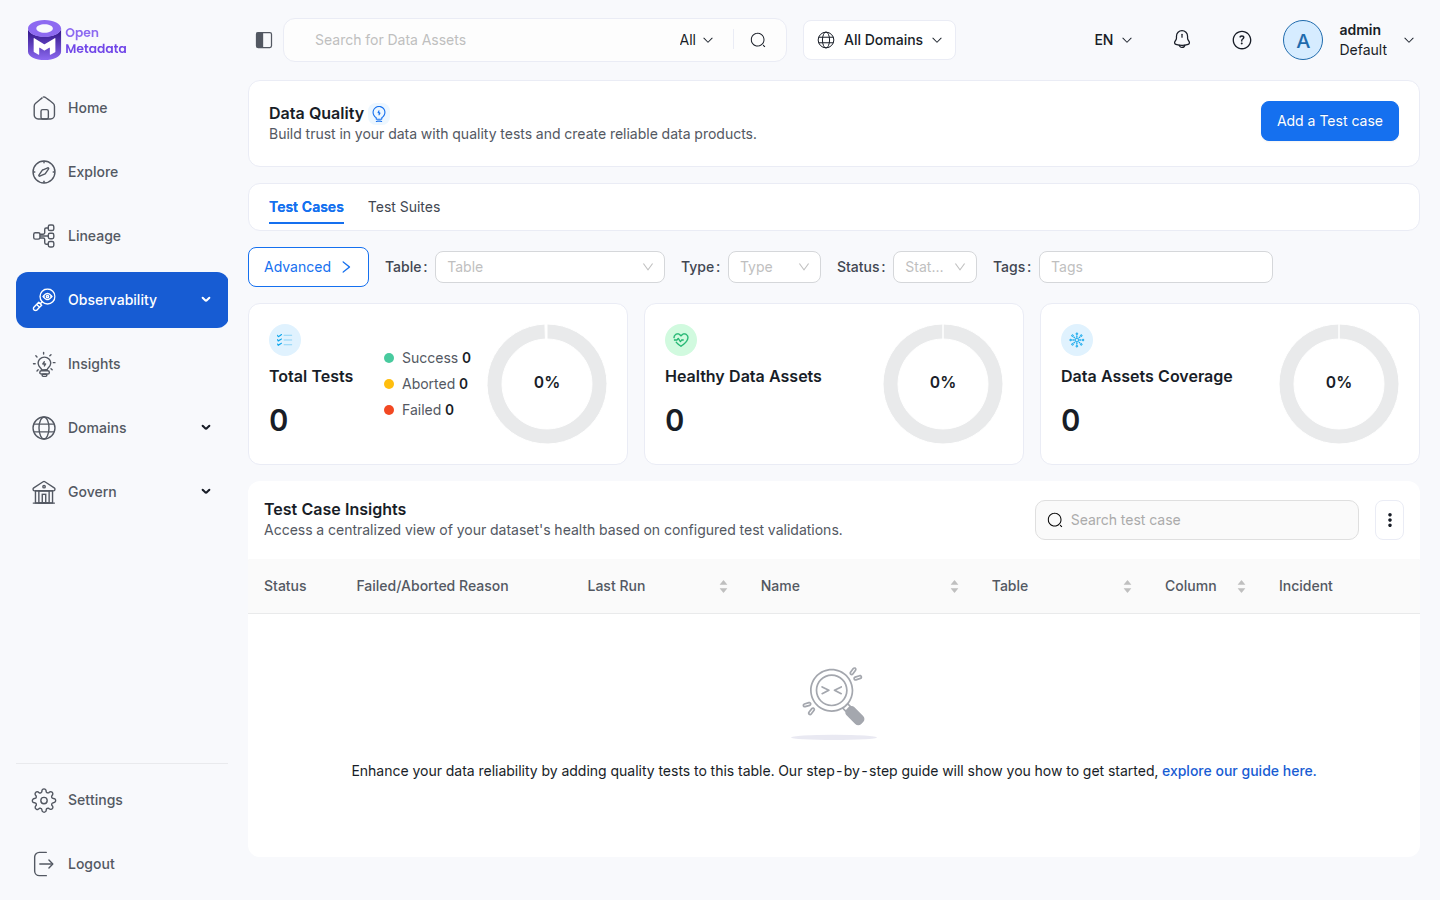 Open
Metadata
Search for Data Assets
All
All Domains
EN
A
admin
Default
Home
Explore
Lineage
Observability
Insights
Domains
Govern
Settings
Logout
Data Quality
Build trust in your data with quality tests and create reliable data products.
Add a Test case
Test Cases
Test Suites
Advanced
Table:
Table
Type:
Type
Status:
Stat...
Tags:
Tags
Total Tests
0
Success 0
Aborted 0
Failed 0
0%
Healthy Data Assets
0
0%
Data Assets Coverage
0
0%
Test Case Insights
Access a centralized view of your dataset's health based on configured test validations.
Search test case
Status
Failed/Aborted Reason
Last Run
Name
Table
Column
Incident
Enhance your data reliability by adding quality tests to this table. Our step-by-step guide will show you how to get started, explore our guide here.